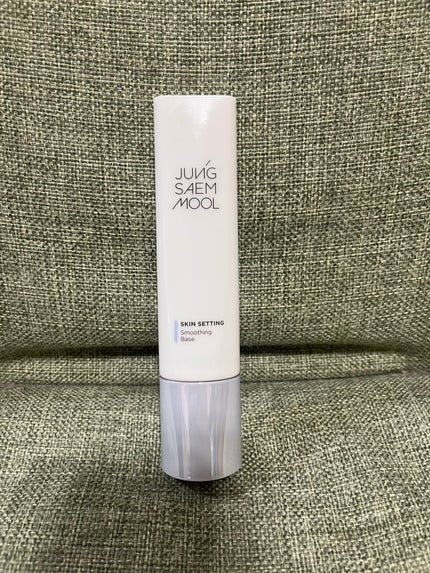 JUNG
SAEM
MOOL
SKIN SETTING
Smoothing
Base